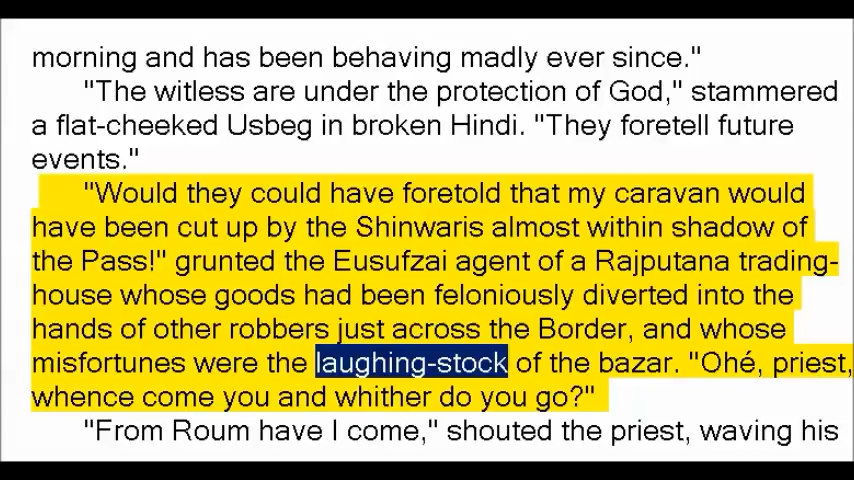 morning and has been behaving madly ever since."
"The witless are under the protection of God," stammered
a flat-cheeked Usbeg in broken Hindi. "They foretell future
events."
"Would they could have foretold that my caravan would
have been cut up by the Shinwaris almost within shadow of
the Pass!" grunted the Eusufzai agent of a Rajputana trading-
house whose goods had been feloniously diverted into the
hands of other robbers just across the Border, and whose
misfortunes were the laughing-stock of the bazar. "Ohé, priest,
whence come you and whither do you go?"
"From Roum have I come," shouted the priest, waving his